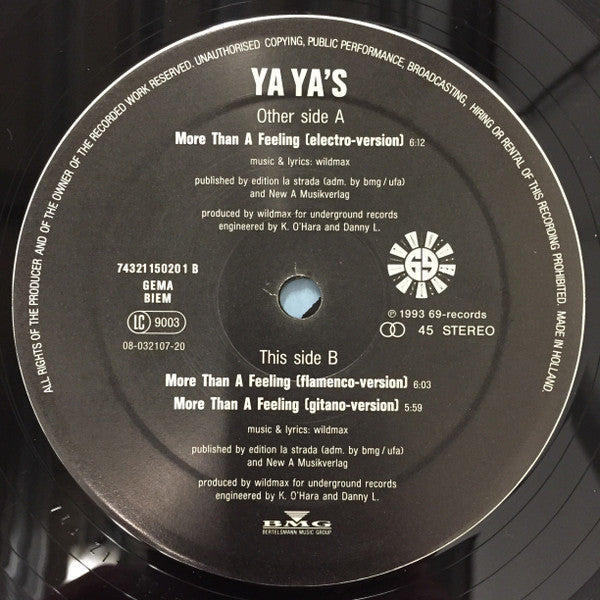 ALL RIGHTS OF THE PRODUCER AND OF THE OWNER OF THE RECORDED WORK RESERVED. UNAUTHORISED COPYING, PUBLIC PERFORMANCE, BROADCASTING, HIRING OR RENTAL OF THIS RECORDING PROHIBITED. MADE IN HOLLAND.
YA YA'S
Other side A
More Than A Feeling (electro-version) 6:12
music & lyrics: wildmax
published by edition la strada (adm. by bmg/ufa)
and New A Musikverlag
produced by wildmax for underground records
engineered by K. O'Hara and Danny L.
74321150201 B
GEMA
BIEM
LC 9003
08-032107-20
69
℗ 1993 69-records
45 STEREO
This side B
More Than A Feeling (flamenco-version) 6:03
More Than A Feeling (gitano-version) 5:59
music & lyrics: wildmax
published by edition la strada (adm. by bmg/ufa)
and New A Musikverlag
produced by wildmax for underground records
engineered by K. O'Hara and Danny L.
BMG
BERTELSMANN MUSIC GROUP